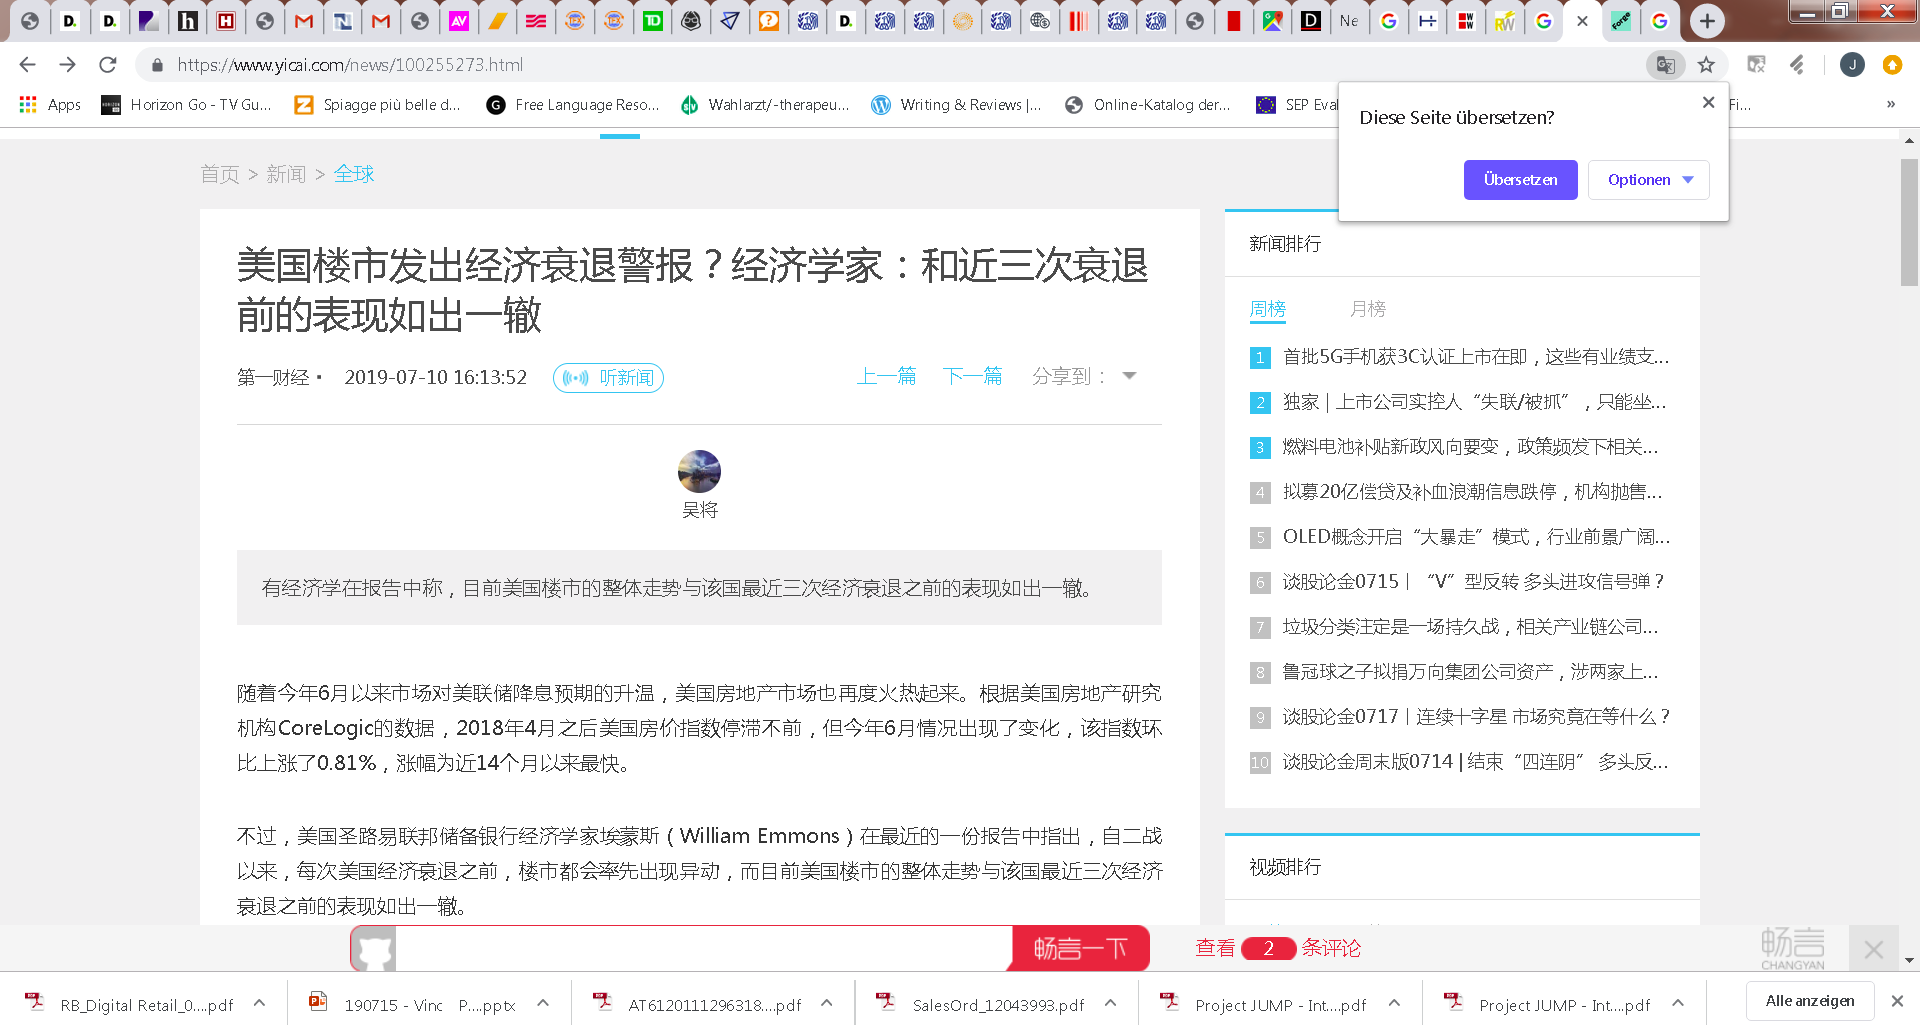 Ne
https://www.yicai.com/news/100255273.html
J
Apps
Horizon Go - TV Gu...
Spiagge più belle d...
Free Language Reso...
Wahlarzt/-therapeu...
Writing & Reviews |...
Online-Katalog der...
SEP Eval
Fi...
»
Diese Seite übersetzen?
Übersetzen
Optionen
首页 > 新闻 > 全球
美国楼市发出经济衰退警报？经济学家：和近三次衰退
前的表现如出一辙
第一财经 · 2019-07-10 16:13:52 听新闻
上一篇 下一篇 分享到：
吴将
有经济学在报告中称，目前美国楼市的整体走势与该国最近三次经济衰退之前的表现如出一辙。
随着今年6月以来市场对美联储降息预期的升温，美国房地产市场也再度火热起来。根据美国房地产研究
机构CoreLogic的数据，2018年4月之后美国房价指数停滞不前，但今年6月情况出现了变化，该指数环
比上涨了0.81%，涨幅为近14个月以来最快。
不过，美国圣路易联邦储备银行经济学家埃蒙斯（William Emmons）在最近的一份报告中指出，自二战
以来，每次美国经济衰退之前，楼市都会率先出现异动，而目前美国楼市的整体走势与该国最近三次经济
衰退之前的表现如出一辙。
新闻排行
周榜 月榜
1 首批5G手机获3C认证上市在即，这些有业绩支...
2 独家 | 上市公司实控人“失联/被抓”，只能坐...
3 燃料电池补贴新政风向要变，政策频发下相关...
4 拟募20亿偿贷及补血浪潮信息跌停，机构抛售...
5 OLED概念开启“大暴走”模式，行业前景广阔...
6 谈股论金0715丨“V”型反转 多头进攻信号弹？
7 垃圾分类注定是一场持久战，相关产业链公司...
8 鲁冠球之子拟捐万向集团公司资产，涉两家上...
9 谈股论金0717丨连续十字星 市场究竟在等什么？
10 谈股论金周末版0714 | 结束“四连阴” 多头反...
视频排行
畅言一下
查看 2 条评论
畅言
CHANGYAN
RB_Digital Retail_0....pdf
190715 - Vinc P....pptx
AT6120111296318....pdf
SalesOrd_12043993.pdf
Project JUMP - Int....pdf
Project JUMP - Int....pdf
Alle anzeigen